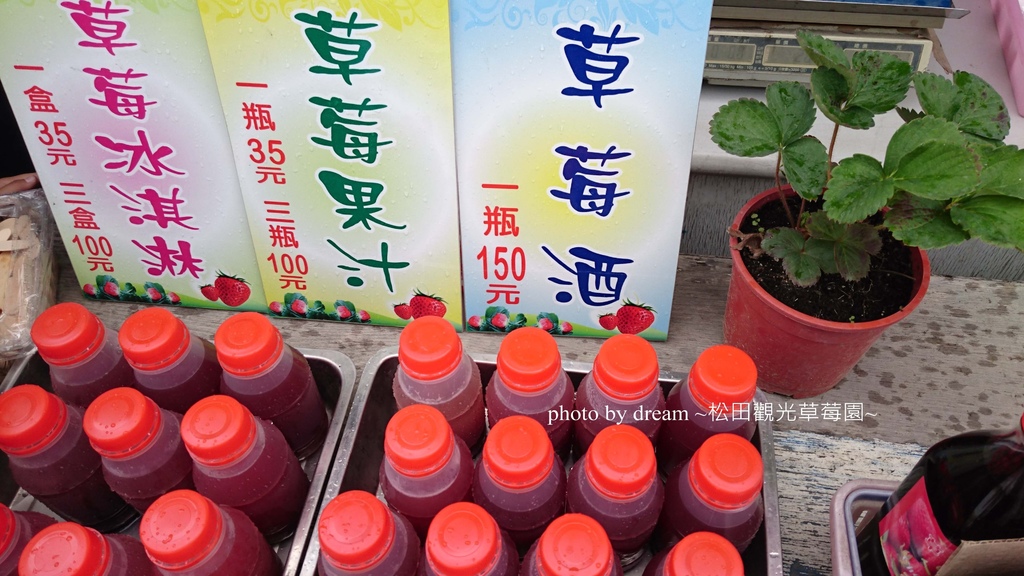 草莓冰淇淋
一盒35元 三盒100元
草莓果汁
一瓶35元 三瓶100元
草莓酒
一瓶150元
photo by dream ~松田觀光草莓園~